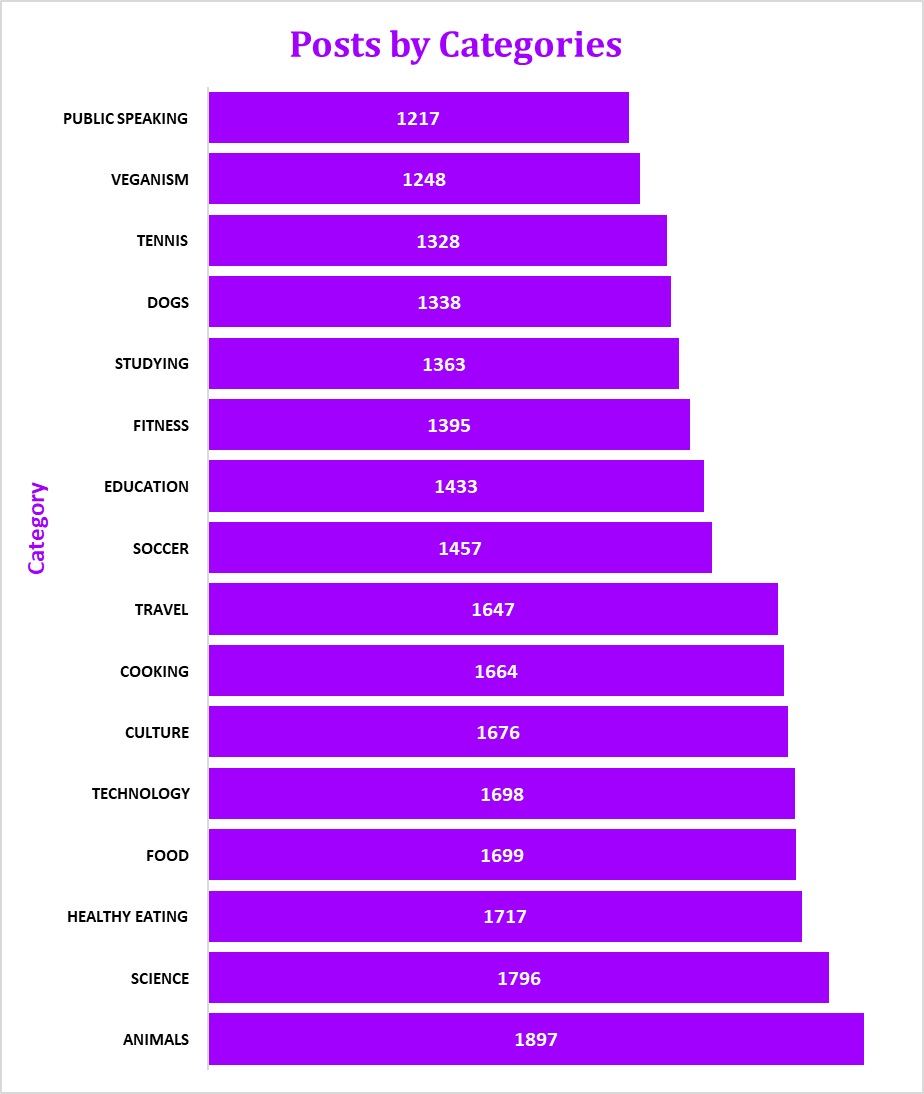 Posts by Categories
PUBLIC SPEAKING 1217
VEGANISM 1248
TENNIS 1328
DOGS 1338
STUDYING 1363
FITNESS 1395
EDUCATION 1433
SOCCER 1457
TRAVEL 1647
COOKING 1664
CULTURE 1676
TECHNOLOGY 1698
FOOD 1699
HEALTHY EATING 1717
SCIENCE 1796
ANIMALS 1897
Category